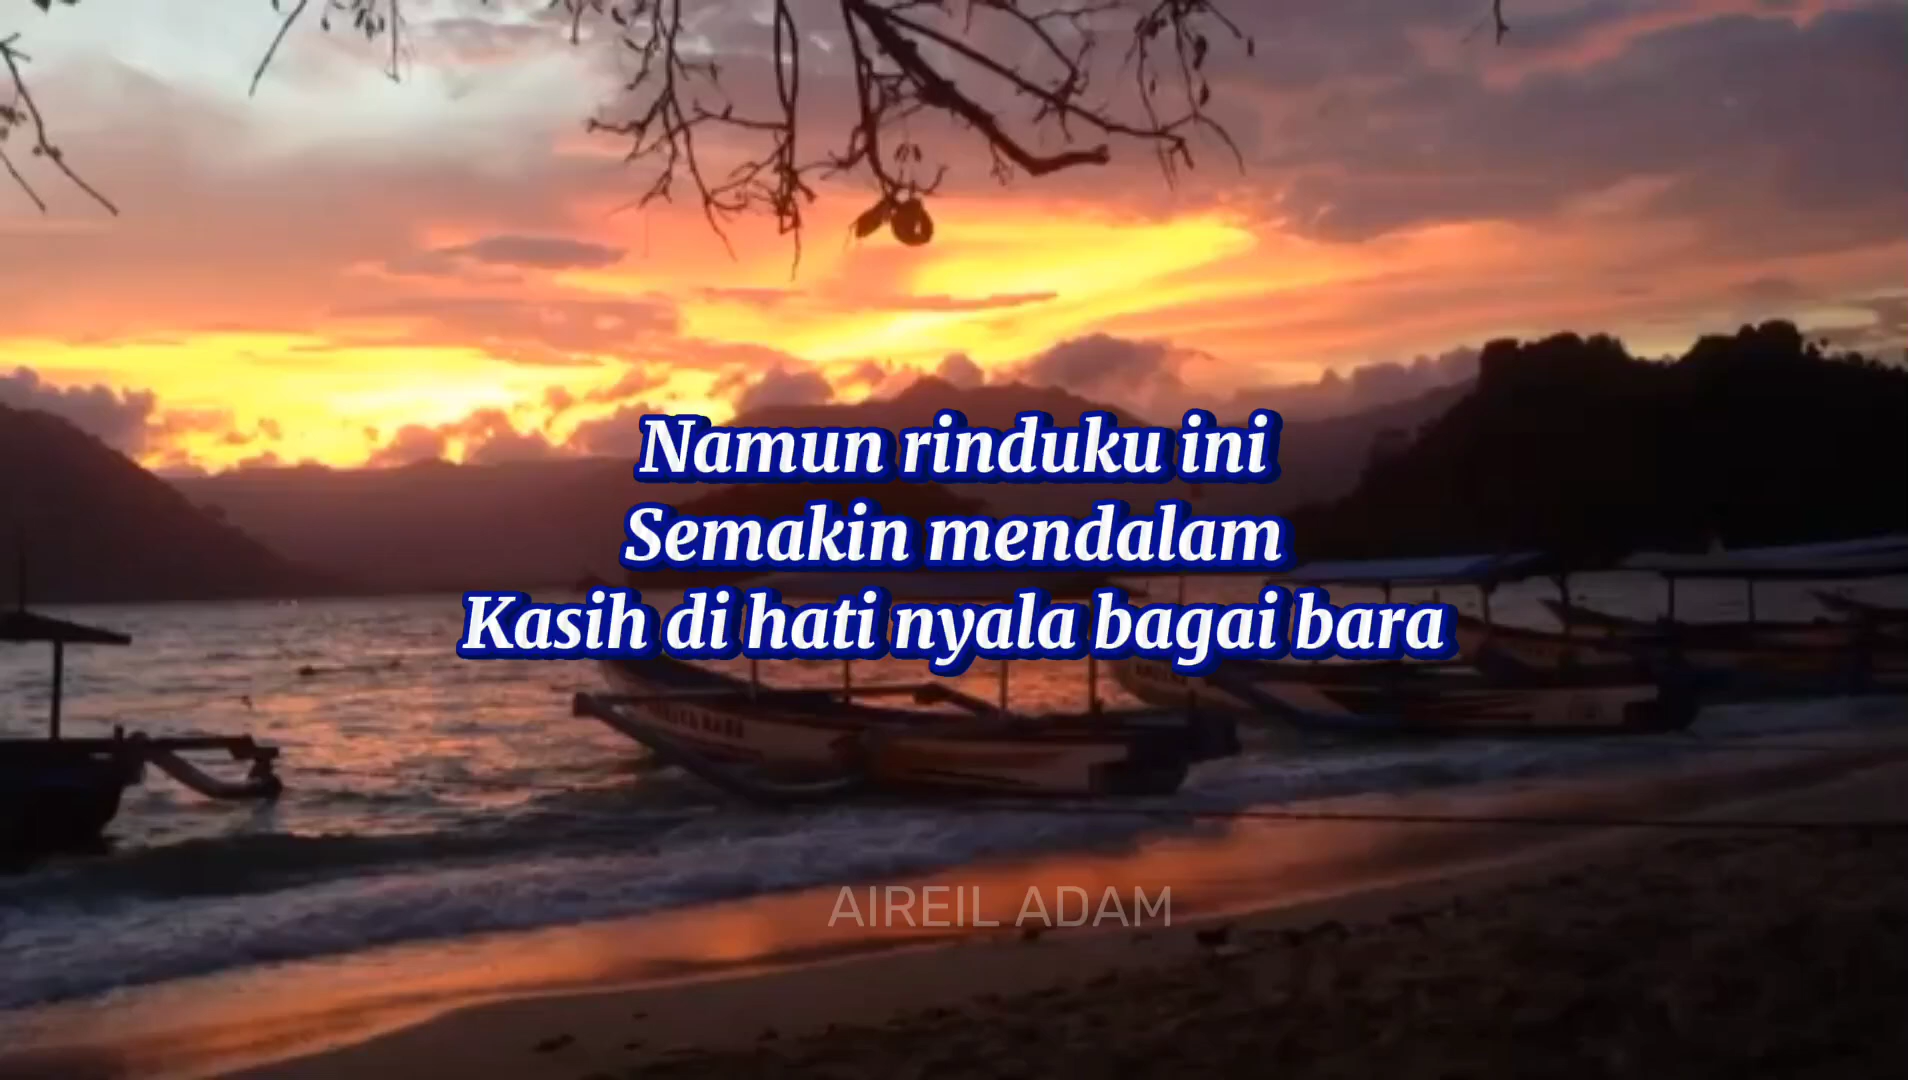 Namun rinduku ini
Semakin mendalam
Kasih di hati nyala bagai bara
AIREIL ADAM